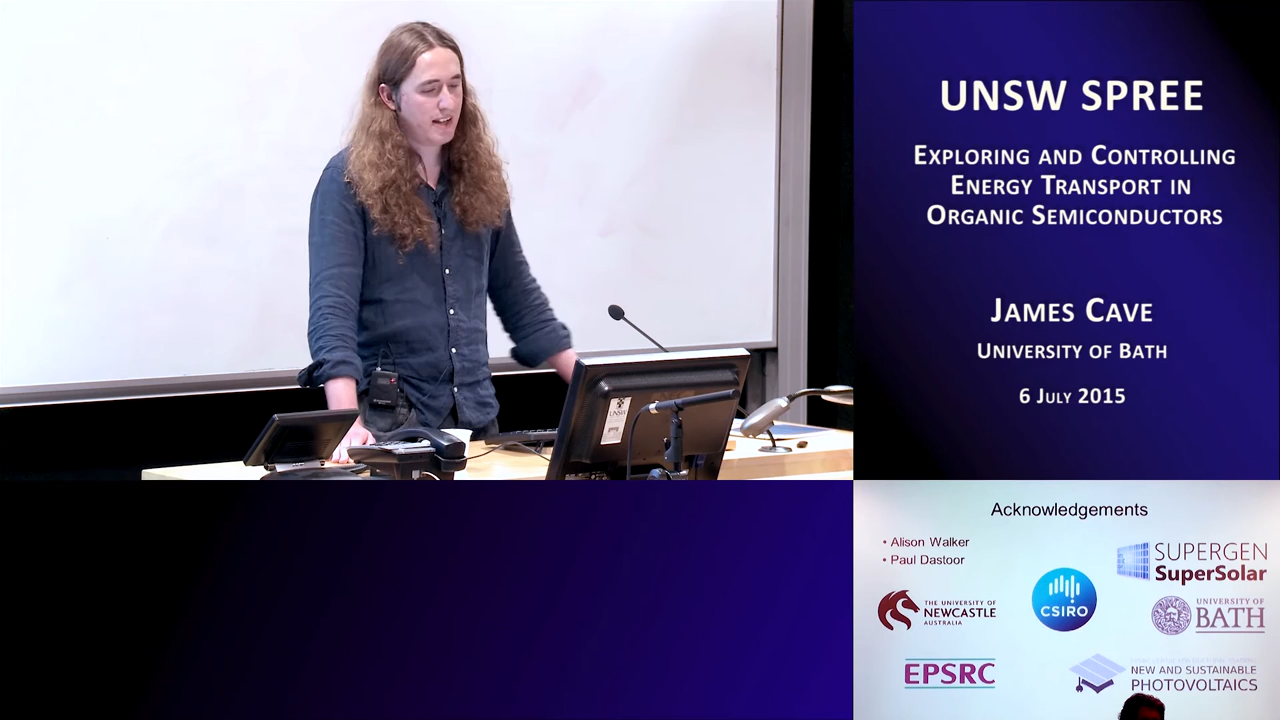 UNSW SPREE
EXPLORING AND CONTROLLING
ENERGY TRANSPORT IN
ORGANIC SEMICONDUCTORS
JAMES CAVE
UNIVERSITY OF BATH
6 JULY 2015
UNSW
Acknowledgements
• Alison Walker
• Paul Dastoor
SUPERGEN
SuperSolar
THE UNIVERSITY OF
NEWCASTLE
AUSTRALIA
CSIRO
UNIVERSITY OF
BATH
EPSRC
NEW AND SUSTAINABLE
PHOTOVOLTAICS